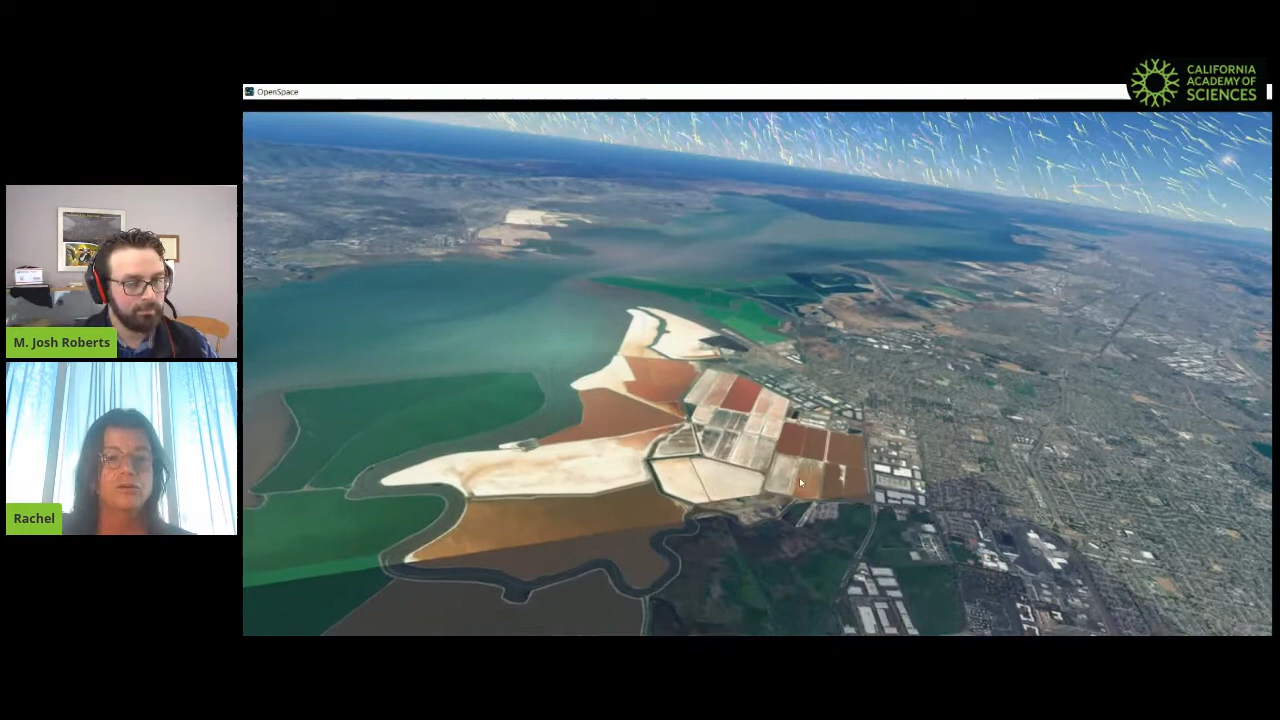 OpenSpace
CALIFORNIA
ACADEMY OF
SCIENCES
M. Josh Roberts
Rachel